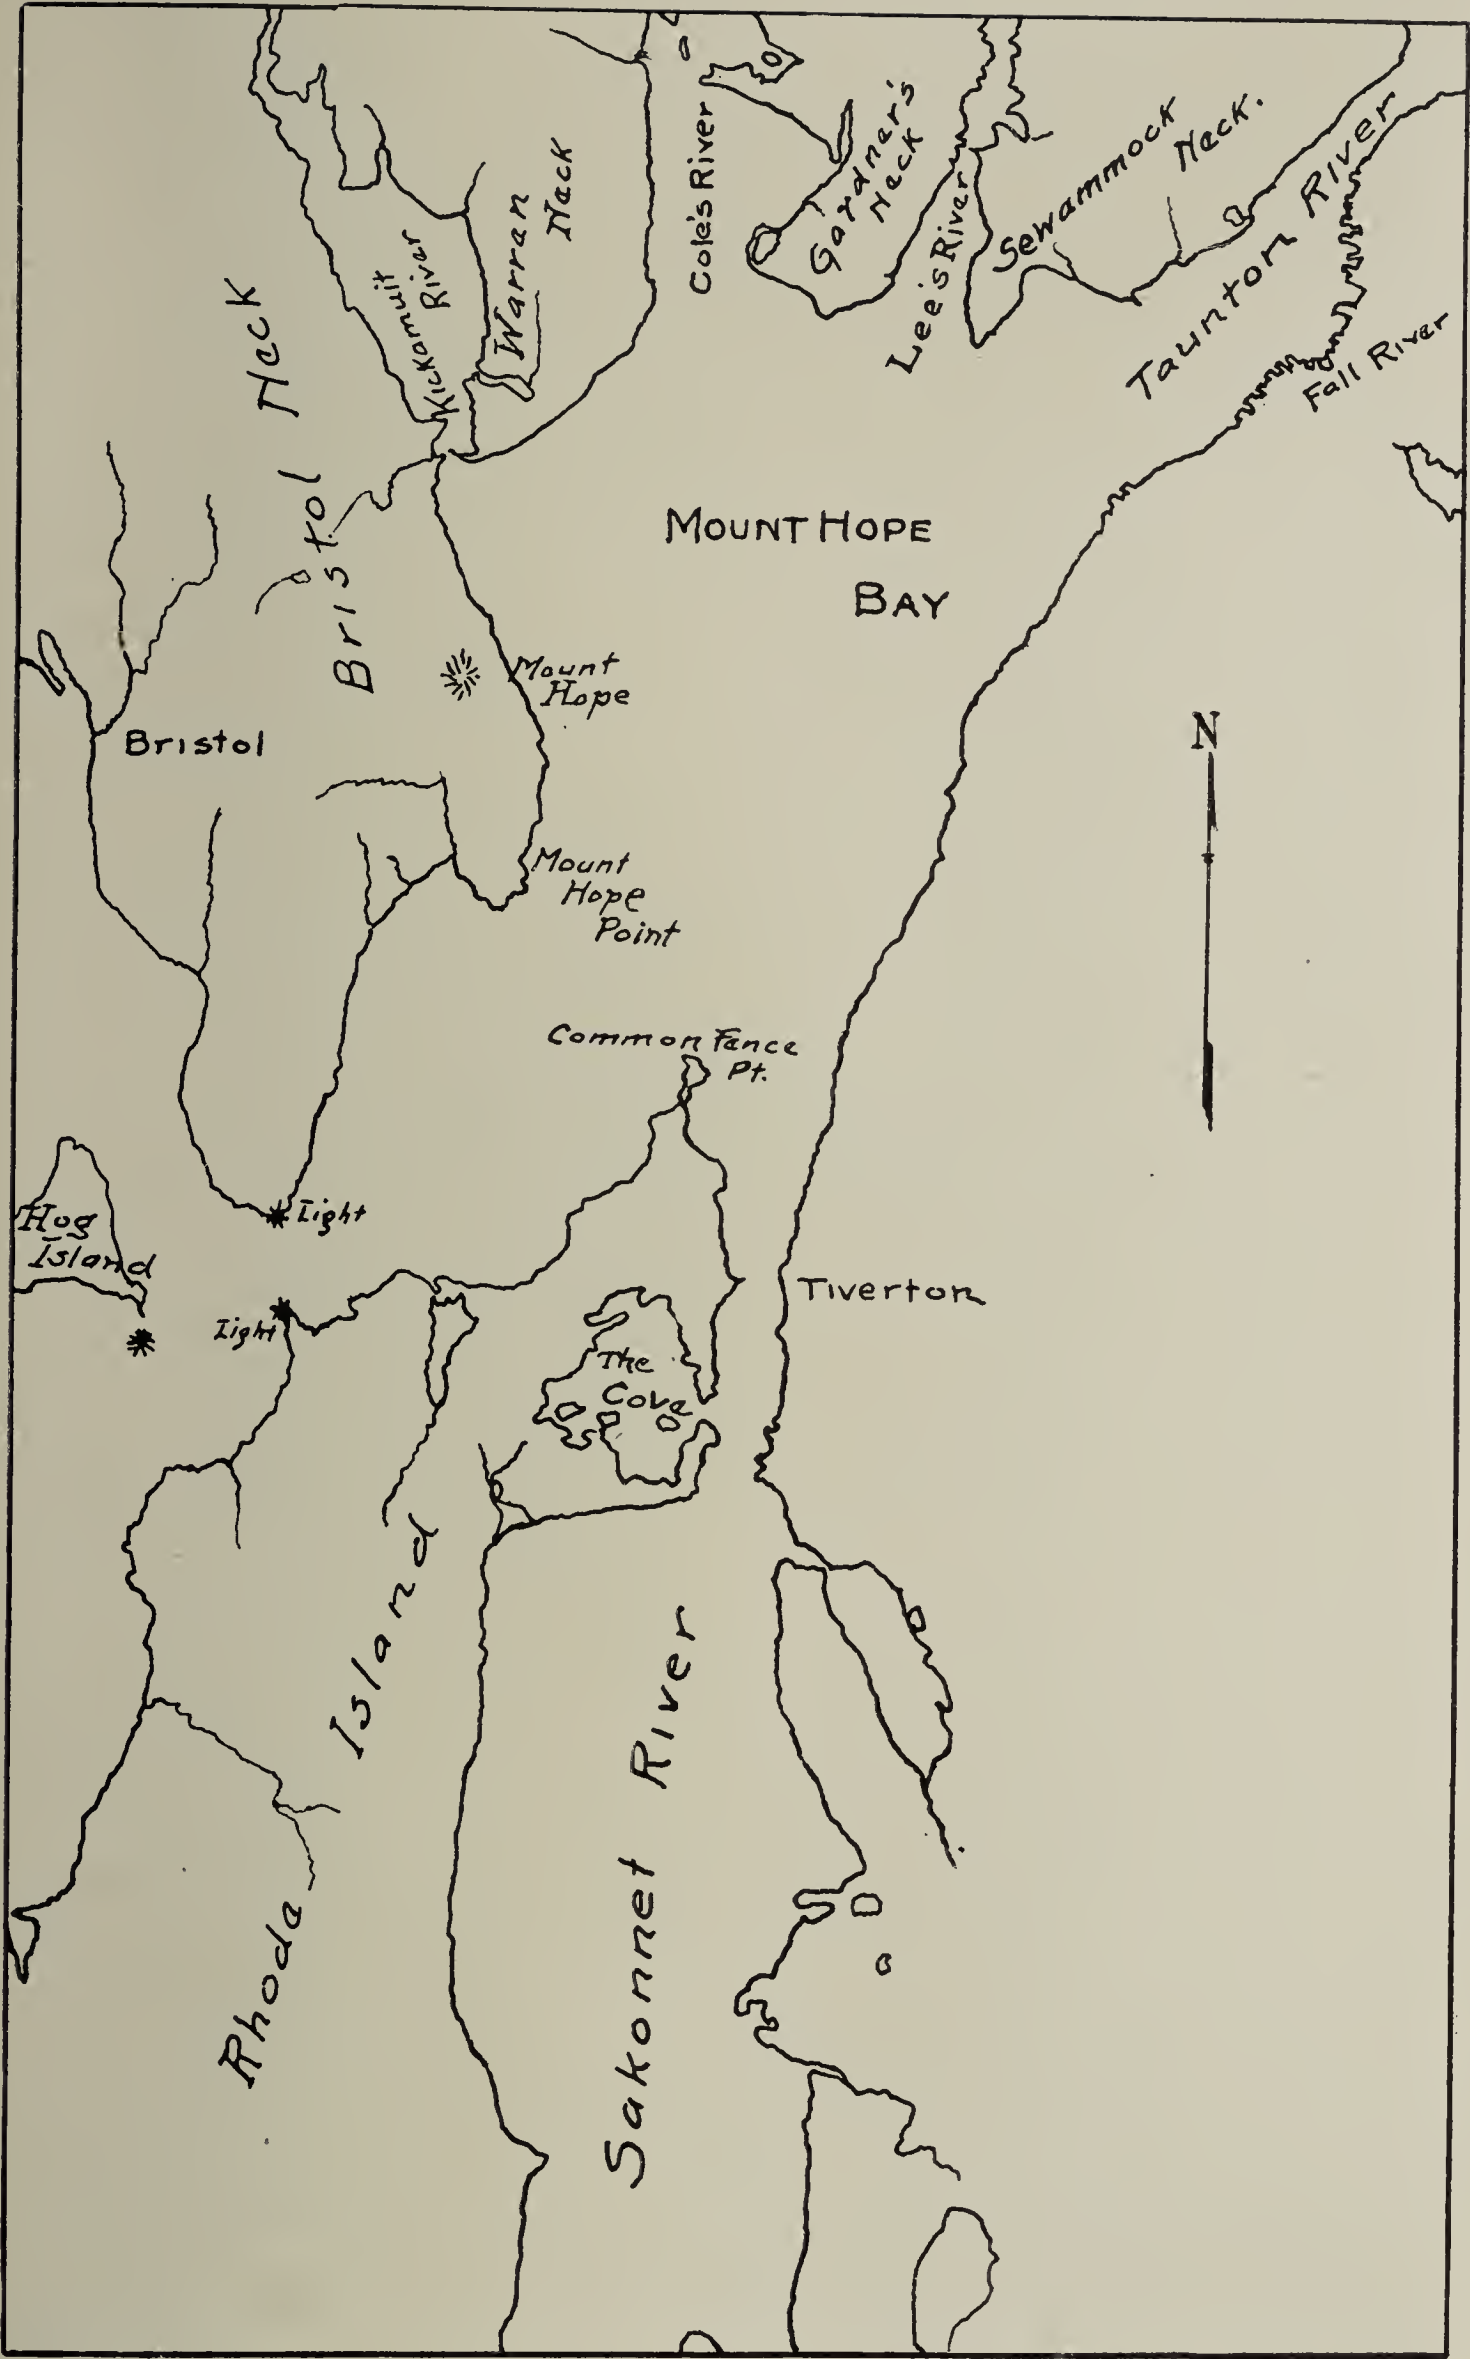 Cole's River
Gardner's
Neck
Sewammock
Neck.
Taunton River
Lee's River
Fall River
Warren
Neck
Kickamuit
River
Bristol Neck
MOUNT HOPE
BAY
Mount
Hope
Bristol
N
Mount
Hope
Point
Common Fence
Pt.
Hog
Island
Light
Light
Tiverton
The
Cove
Rhoda Island
Sakonnet River